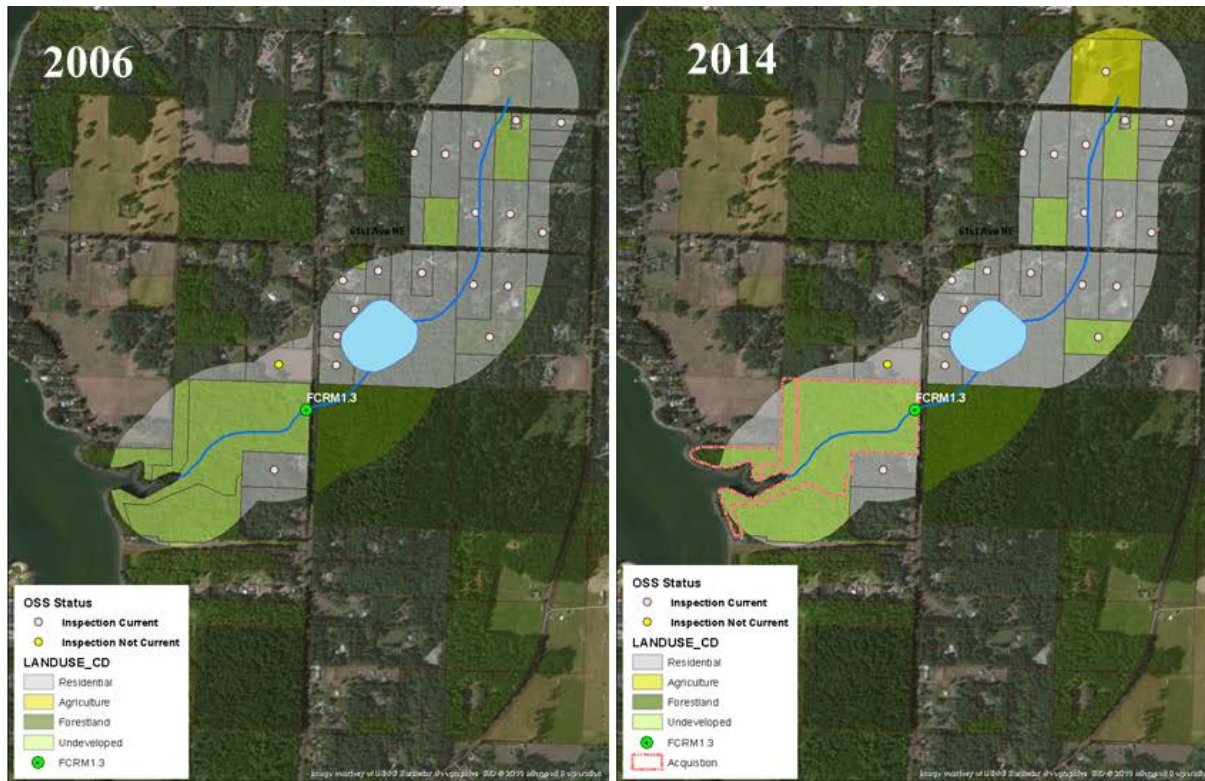 2006
61st Ave NE
FCRM1.3
OSS Status
Inspection Current
Inspection Not Current
LANDUSE_CD
Residential
Agriculture
Forestland
Undeveloped
FCRM1.3
2014
61st Ave NE
FCRM1.3
OSS Status
Inspection Current
Inspection Not Current
LANDUSE_CD
Residential
Agriculture
Forestland
Undeveloped
FCRM1.3
Acquistion